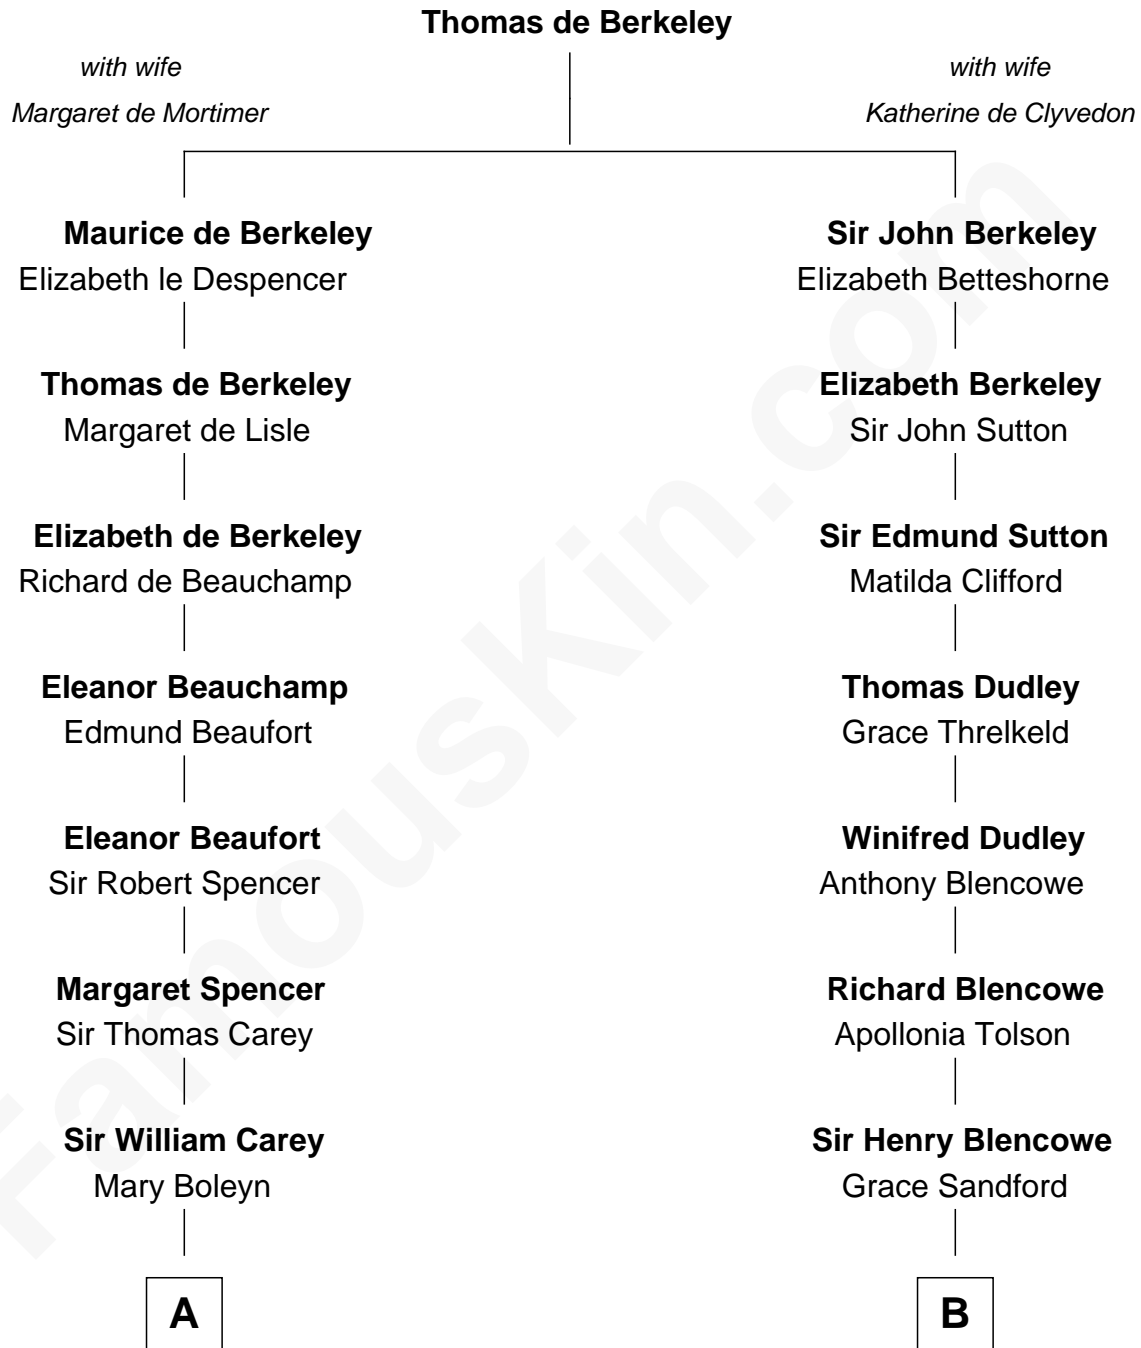 Thomas de Berkeley
with wife
Margaret de Mortimer
with wife
Katherine de Clyvedon
Maurice de Berkeley
Elizabeth le Despencer
Sir John Berkeley
Elizabeth Betteshorne
Thomas de Berkeley
Margaret de Lisle
Elizabeth Berkeley
Sir John Sutton
Elizabeth de Berkeley
Richard de Beauchamp
Sir Edmund Sutton
Matilda Clifford
Eleanor Beauchamp
Edmund Beaufort
Thomas Dudley
Grace Threlkeld
Eleanor Beaufort
Sir Robert Spencer
Winifred Dudley
Anthony Blencowe
Margaret Spencer
Sir Thomas Carey
Richard Blencowe
Apollonia Tolson
Sir William Carey
Mary Boleyn
Sir Henry Blencowe
Grace Sandford
A
B
FamousKin.com